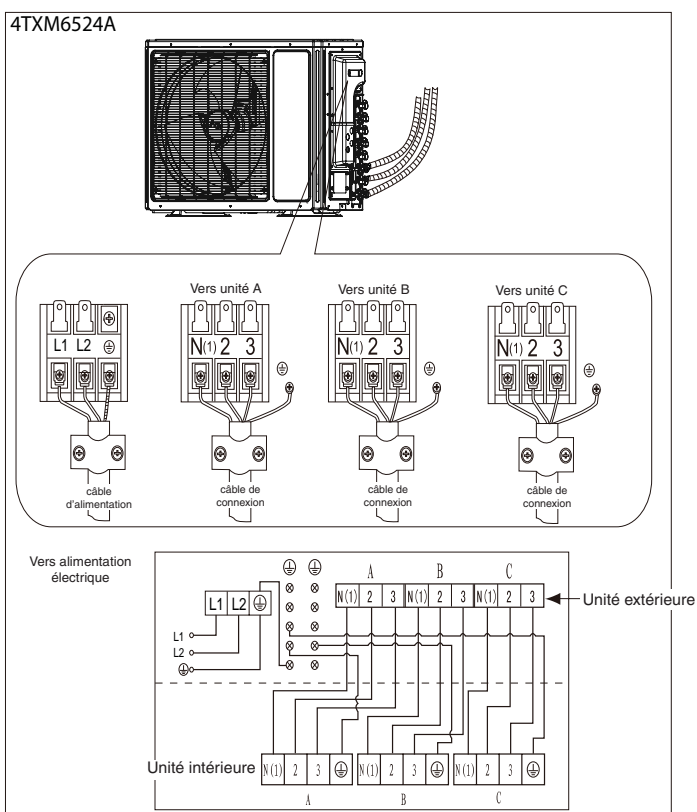 4TXM6524A
Vers unité A
Vers unité B
Vers unité C
L1 L2
N(1) 2 3
N(1) 2 3
N(1) 2 3
câble
d'alimentation
câble de
connexion
câble de
connexion
câble de
connexion
Vers alimentation
électrique
A B C
L1 L2
N(1) 2 3 N(1) 2 3 N(1) 2 3
Unité extérieure
L1
L2
Unité intérieure
N(1) 2 3 N(1) 2 3 N(1) 2 3
A B C